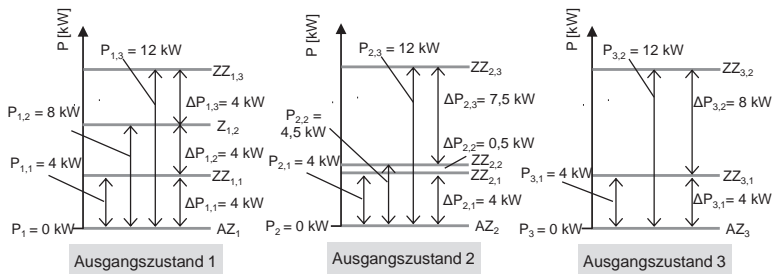 P [kW]
P1,3 = 12 kW
ZZ1,3
P1,2 = 8 kW
ΔP1,3= 4 kW
Z1,2
P1,1 = 4 kW
ΔP1,2= 4 kW
ZZ1,1
ΔP1,1= 4 kW
P1 = 0 kW
AZ1
Ausgangszustand 1
P [kW]
P2,3 = 12 kW
ZZ2,3
P2,2 =
4,5 kW
ΔP2,3= 7,5 kW
P2,1 = 4 kW
ΔP2,2= 0,5 kW
ZZ2,2
ZZ2,1
ΔP2,1= 4 kW
P2 = 0 kW
AZ2
Ausgangszustand 2
P [kW]
P3,2 = 12 kW
ZZ3,2
ΔP3,2= 8 kW
P3,1 = 4 kW
ZZ3,1
ΔP3,1= 4 kW
P3 = 0 kW
AZ3
Ausgangszustand 3